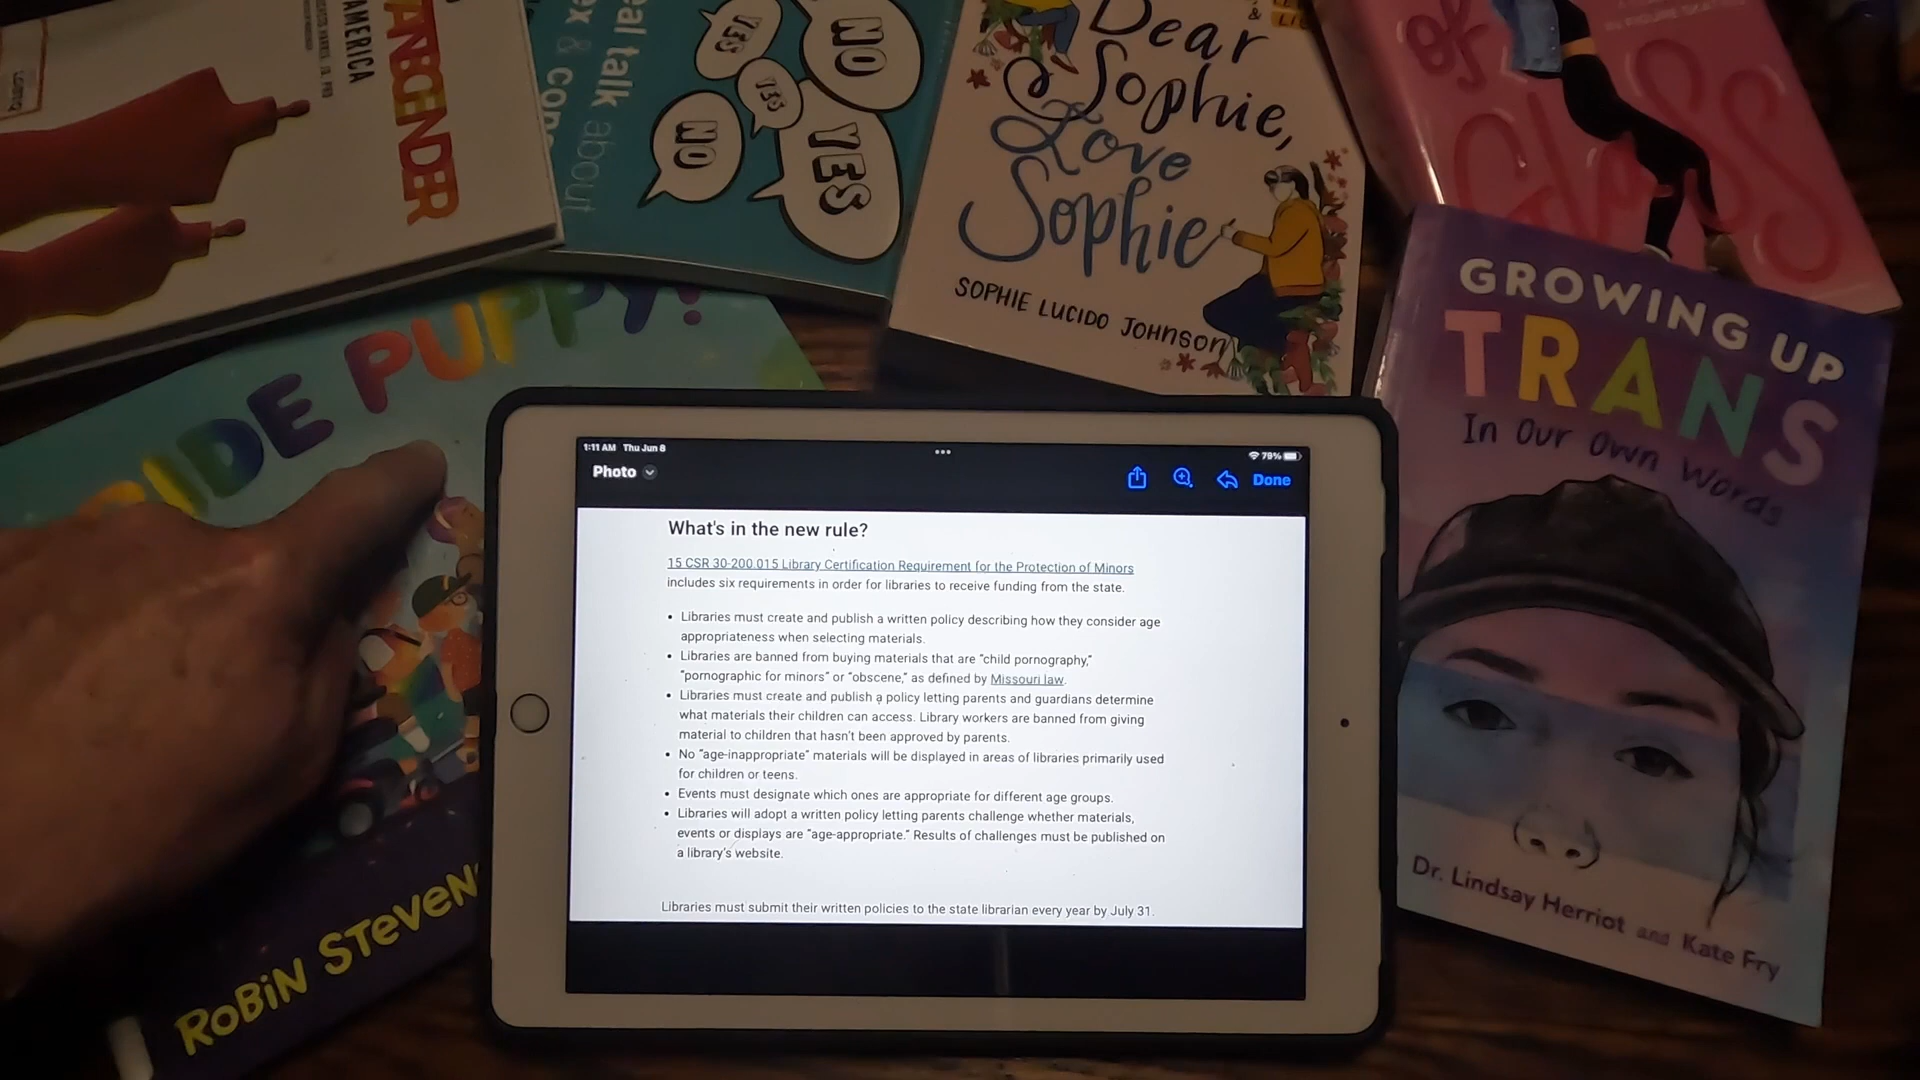 TRANSGENDER
AMERICA
eal talk about
ex & con
YES
NO
YES
NO
YES
Dear
Sophie,
Love
Sophie
SOPHIE LUCIDO JOHNSON
&
OF
GLASS
RIDE PUPPY!
ROBIN STEVEN
GROWING UP
TRANS
In Our Own Words
Dr. Lindsay Herriot and Kate Fry
1:11 AM Thu Jun 8
79%
Photo
Done
What's in the new rule?
15 CSR 30-200.015 Library Certification Requirement for the Protection of Minors
includes six requirements in order for libraries to receive funding from the state.
• Libraries must create and publish a written policy describing how they consider age
appropriateness when selecting materials.
• Libraries are banned from buying materials that are “child pornography,”
“pornographic for minors” or “obscene,” as defined by Missouri law.
• Libraries must create and publish a policy letting parents and guardians determine
what materials their children can access. Library workers are banned from giving
material to children that hasn't been approved by parents.
• No “age-inappropriate” materials will be displayed in areas of libraries primarily used
for children or teens.
• Events must designate which ones are appropriate for different age groups.
• Libraries will adopt a written policy letting parents challenge whether materials,
events or displays are “age-appropriate.” Results of challenges must be published on
a library's website.
Libraries must submit their written policies to the state librarian every year by July 31.